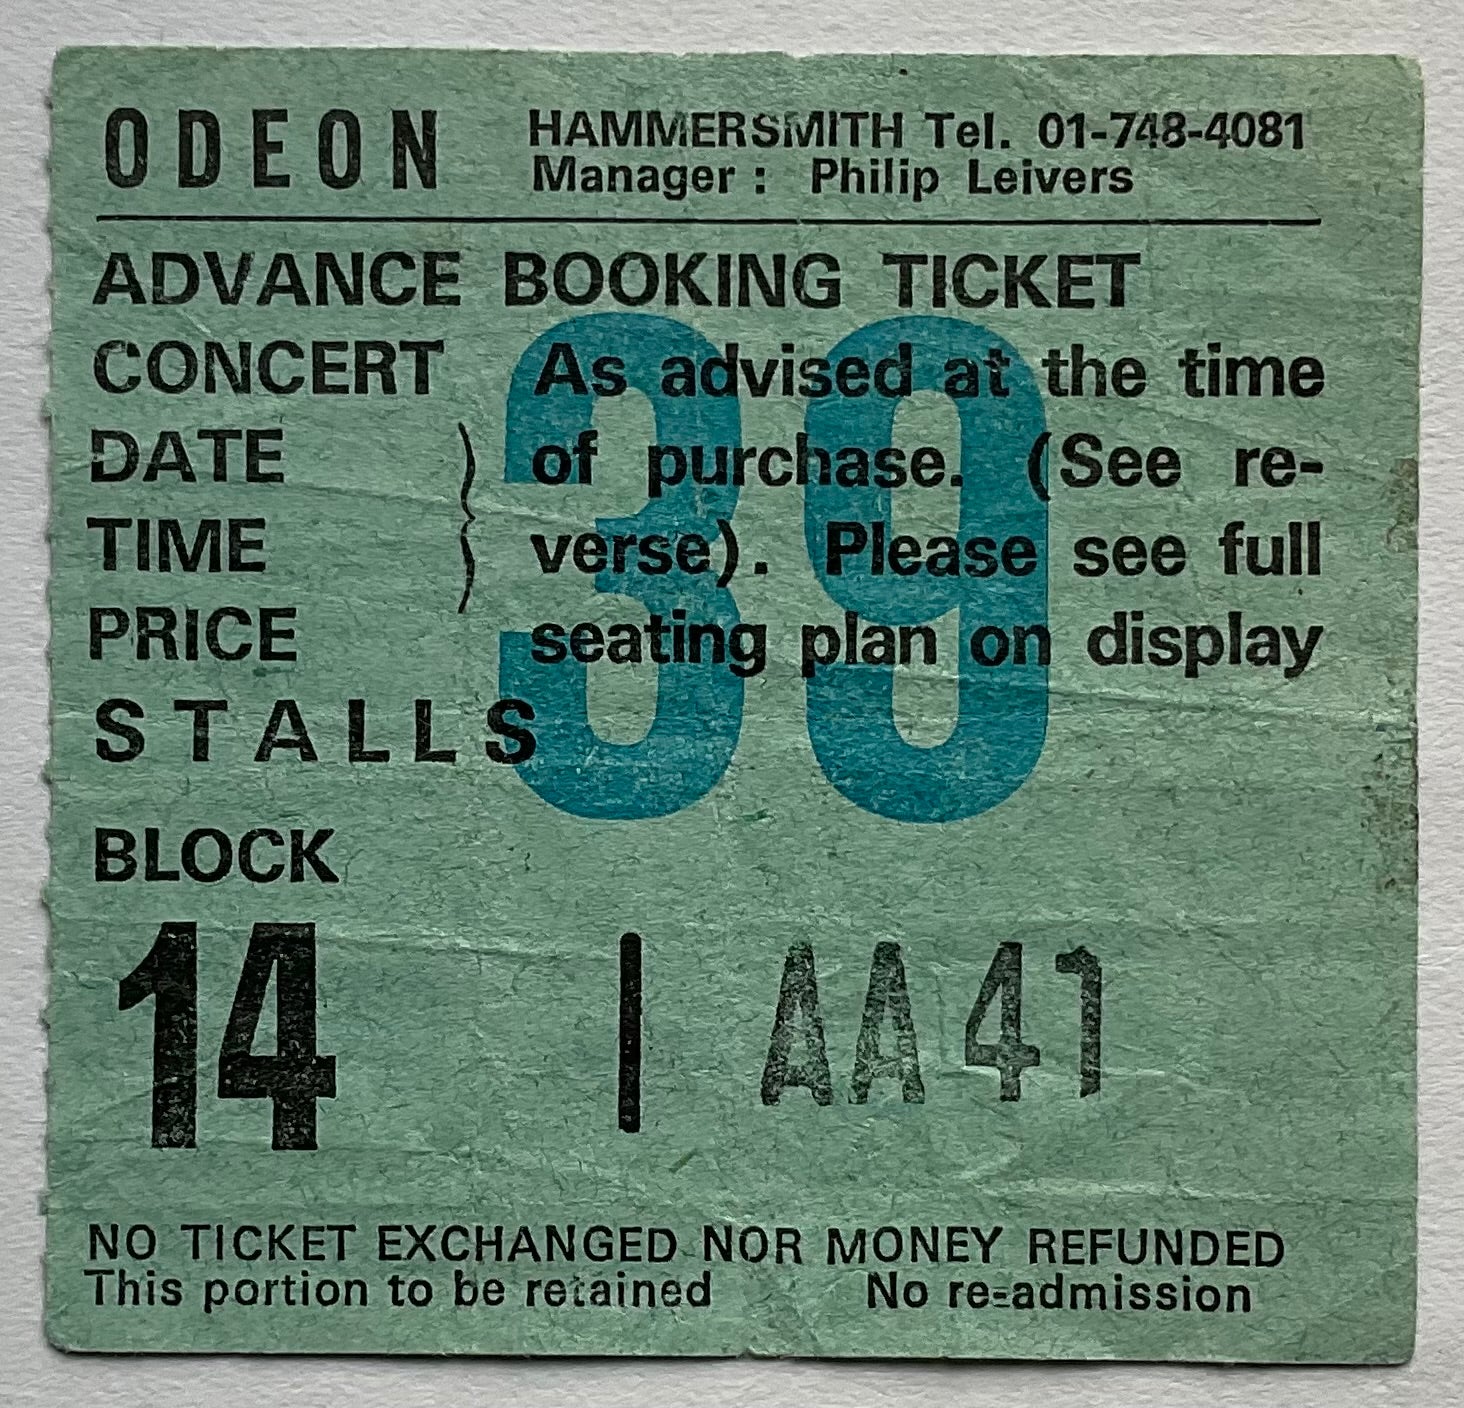 ODEON HAMMERSMITH Tel. 01-748-4081
Manager : Philip Leivers
ADVANCE BOOKING TICKET
39
CONCERT As advised at the time
DATE of purchase. (See re-
TIME verse). Please see full
PRICE seating plan on display
STALLS
BLOCK
14 | AA 41
NO TICKET EXCHANGED NOR MONEY REFUNDED
This portion to be retained No re-admission